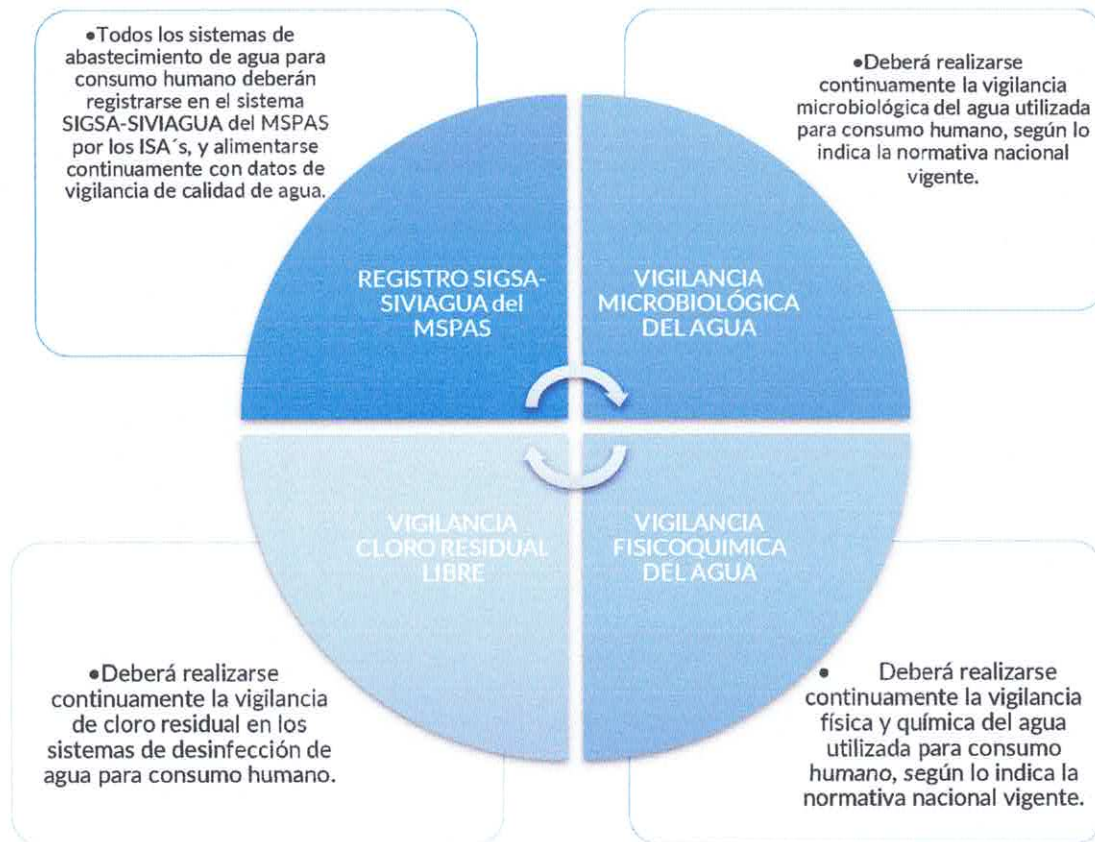 •Todos los sistemas de
abastecimiento de agua para
consumo humano deberán
registrarse en el sistema
SIGSA-SIVIAGUA del MSPAS
por los ISA´s, y alimentarse
continuamente con datos de
vigilancia de calidad de agua.
•Deberá realizarse
continuamente la vigilancia
microbiológica del agua utilizada
para consumo humano, según lo
indica la normativa nacional
vigente.
REGISTRO SIGSA-
SIVIAGUA del
MSPAS
VIGILANCIA
MICROBIOLÓGICA
DEL AGUA
VIGILANCIA
CLORO RESIDUAL
LIBRE
VIGILANCIA
FISICOQUIMICA
DEL AGUA
•Deberá realizarse
continuamente la vigilancia
de cloro residual en los
sistemas de desinfección de
agua para consumo humano.
• Deberá realizarse
continuamente la vigilancia
física y química del agua
utilizada para consumo
humano, según lo indica la
normativa nacional vigente.